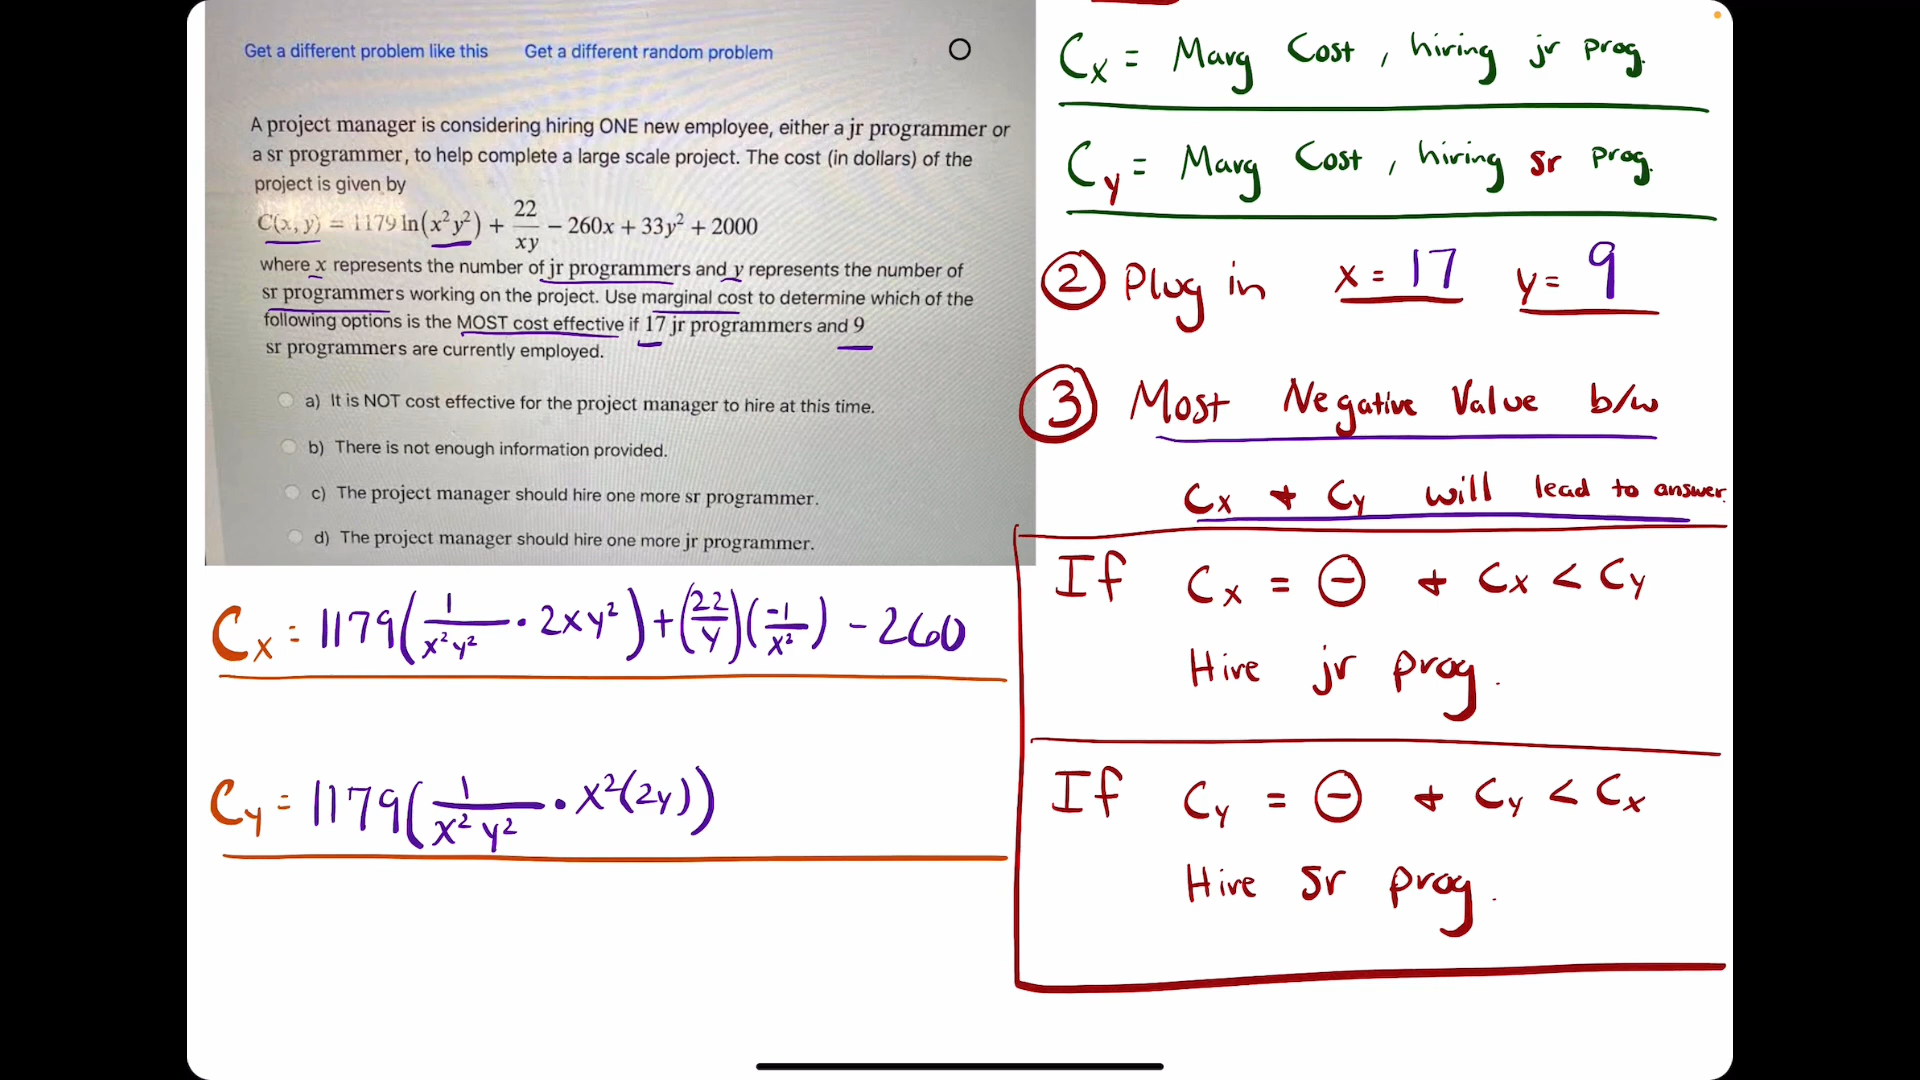 Get a different problem like this Get a different random problem
A project manager is considering hiring ONE new employee, either a jr programmer or
a sr programmer, to help complete a large scale project. The cost (in dollars) of the
project is given by
C(x, y) = 1179 ln(x²y²) + 22/xy − 260x + 33y² + 2000
where x represents the number of jr programmers and y represents the number of
sr programmers working on the project. Use marginal cost to determine which of the
following options is the MOST cost effective if 17 jr programmers and 9
sr programmers are currently employed.
a) It is NOT cost effective for the project manager to hire at this time.
b) There is not enough information provided.
c) The project manager should hire one more sr programmer.
d) The project manager should hire one more jr programmer.
Cx = 1179(1/x²y² · 2xy²) + (22/y)(-1/x²) - 260
Cy = 1179(1/x²y² · x²(2y))
Cx = Marg Cost, hiring jr prog.
Cy = Marg Cost, hiring sr prog.
② Plug in x = 17 y = 9
③ Most Negative Value b/w
Cx + Cy will lead to answer.
If Cx = ⊖ + Cx < Cy
Hire jr prog.
If Cy = ⊖ + Cy < Cx
Hire sr prog.